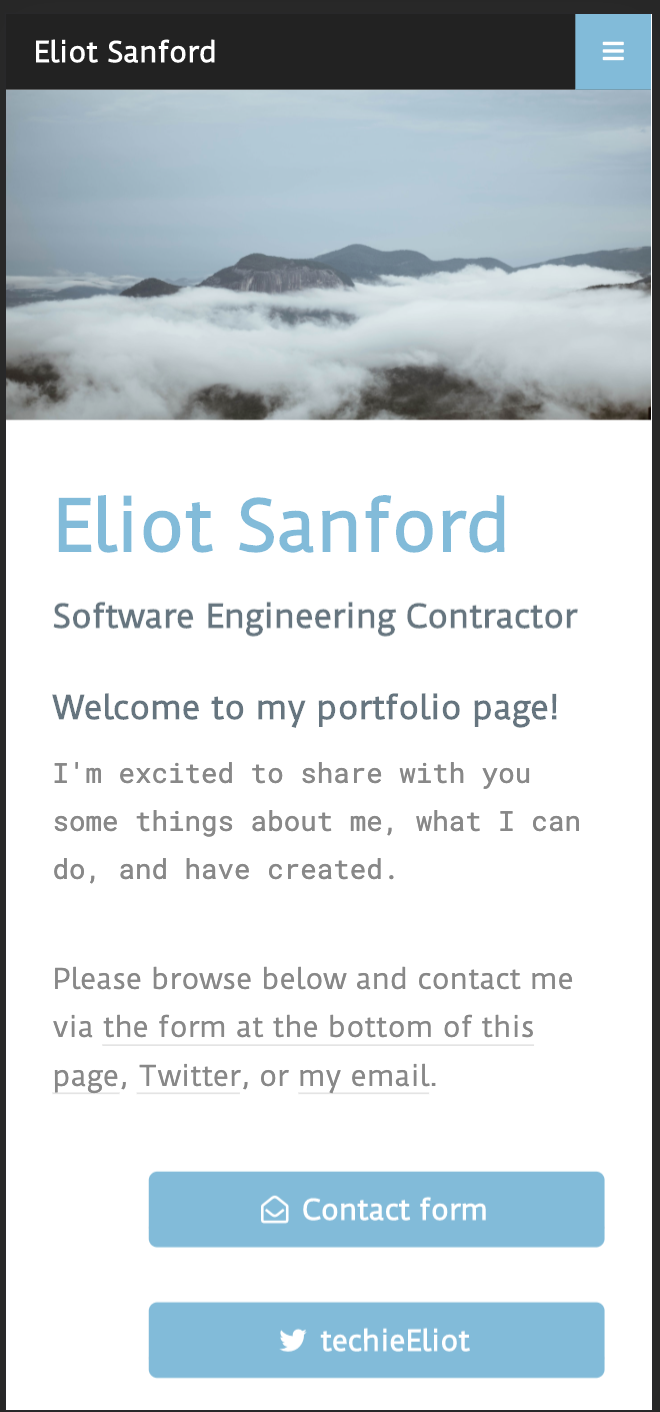 Eliot Sanford
Eliot Sanford
Software Engineering Contractor
Welcome to my portfolio page!
I'm excited to share with you
some things about me, what I can
do, and have created.
Please browse below and contact me
via the form at the bottom of this
page, Twitter, or my email.
Contact form
techieEliot